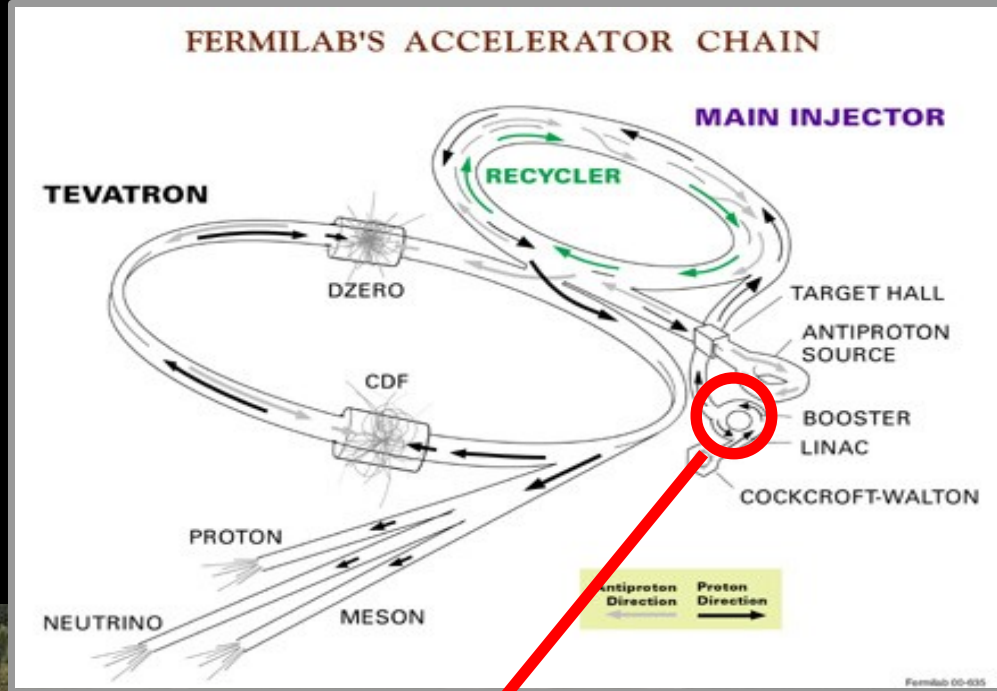 FERMILAB'S ACCELERATOR CHAIN
MAIN INJECTOR
RECYCLER
TEVATRON
DZERO
TARGET HALL
ANTIPROTON
SOURCE
CDF
BOOSTER
LINAC
COCKCROFT-WALTON
PROTON
NEUTRINO
MESON
Antiproton Proton
Direction Direction
Fermilab 00-635